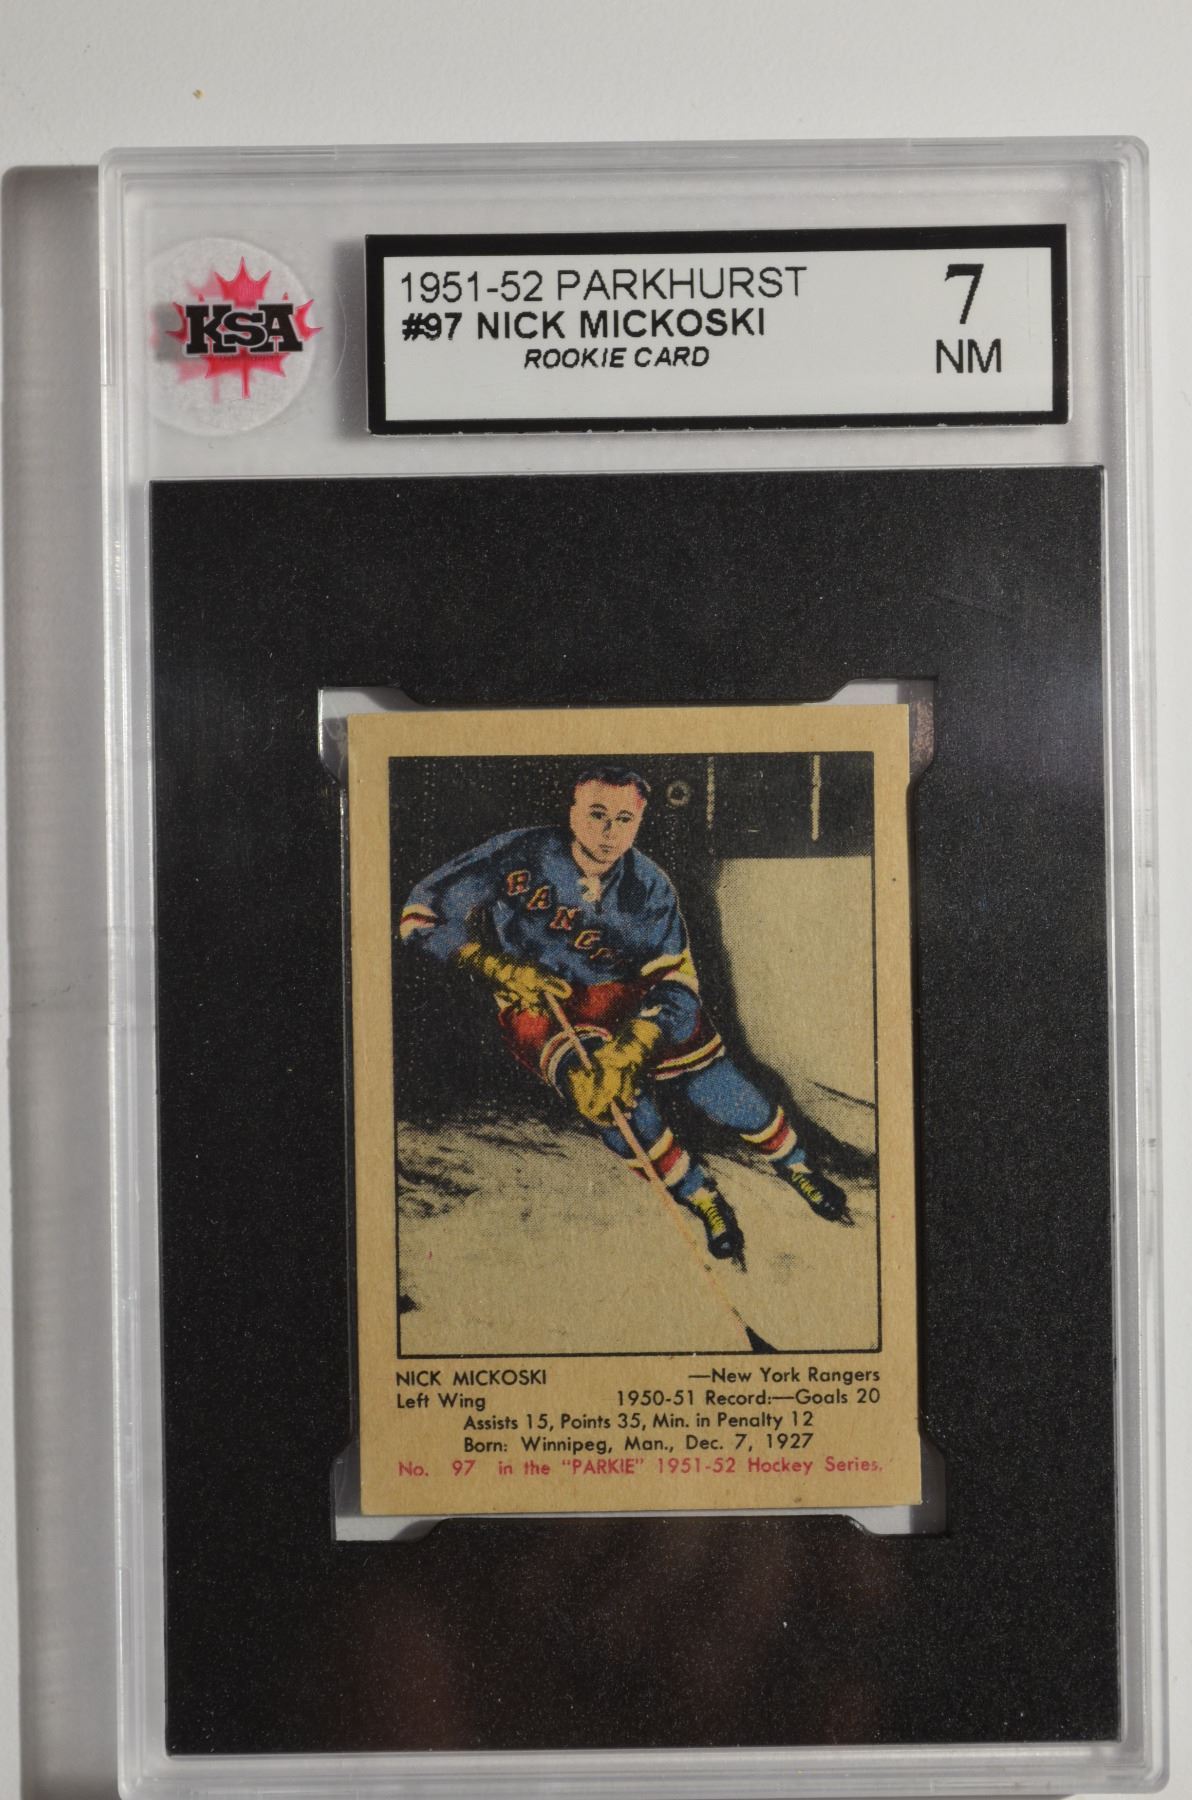 KSA
1951-52 PARKHURST
#97 NICK MICKOSKI
ROOKIE CARD
7
NM
RANGE
NICK MICKOSKI —New York Rangers
Left Wing 1950-51 Record:—Goals 20
Assists 15, Points 35, Min. in Penalty 12
Born: Winnipeg, Man., Dec. 7, 1927
No. 97 in the "PARKIE" 1951-52 Hockey Series.